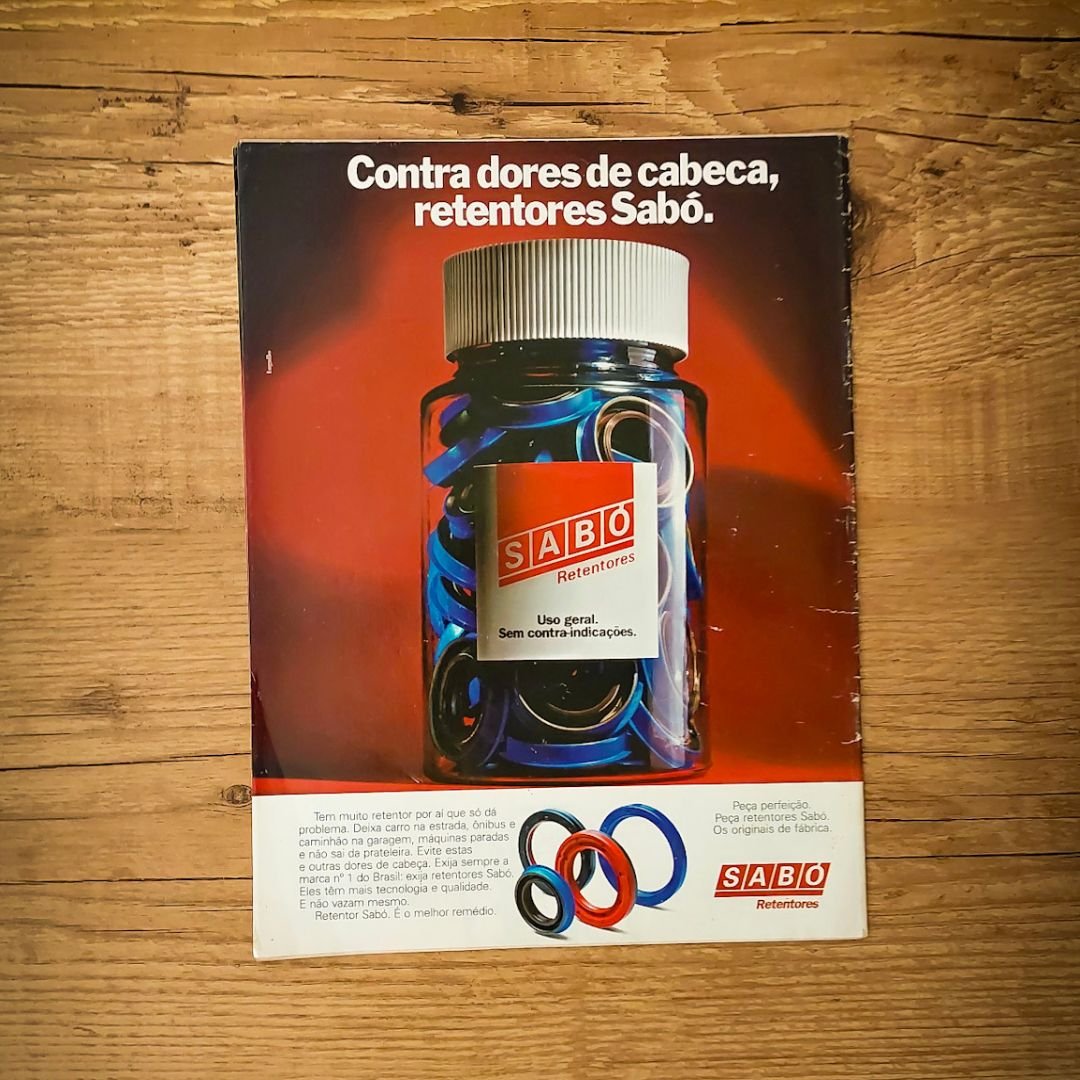 Contra dores de cabeca,
retentores Sabó.
SABÓ
Retentores
Uso geral.
Sem contra-indicações.
Tem muito retentor por aí que só dá
problema. Deixa carro na estrada, ônibus e
caminhão na garagem, máquinas paradas
e não sai da prateleira. Evite estas
e outras dores de cabeça. Exija sempre a
marca nº 1 do Brasil: exija retentores Sabó.
Eles têm mais tecnologia e qualidade.
E não vazam mesmo.
Retentor Sabó. É o melhor remédio.
Peça perfeição.
Peça retentores Sabó.
Os originais de fábrica.
SABÓ
Retentores